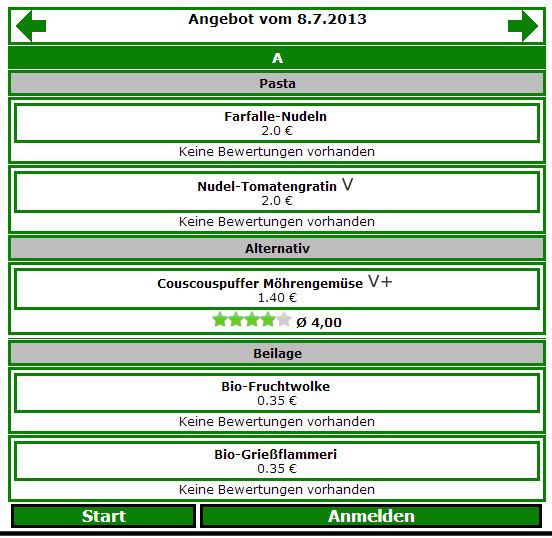 Angebot vom 8.7.2013
A
Pasta
Farfalle-Nudeln
2.0 €
Keine Bewertungen vorhanden
Nudel-Tomatengratin V
2.0 €
Keine Bewertungen vorhanden
Alternativ
Couscouspuffer Möhrengemüse V+
1.40 €
Ø 4,00
Beilage
Bio-Fruchtwolke
0.35 €
Keine Bewertungen vorhanden
Bio-Grießflammeri
0.35 €
Keine Bewertungen vorhanden
Start Anmelden